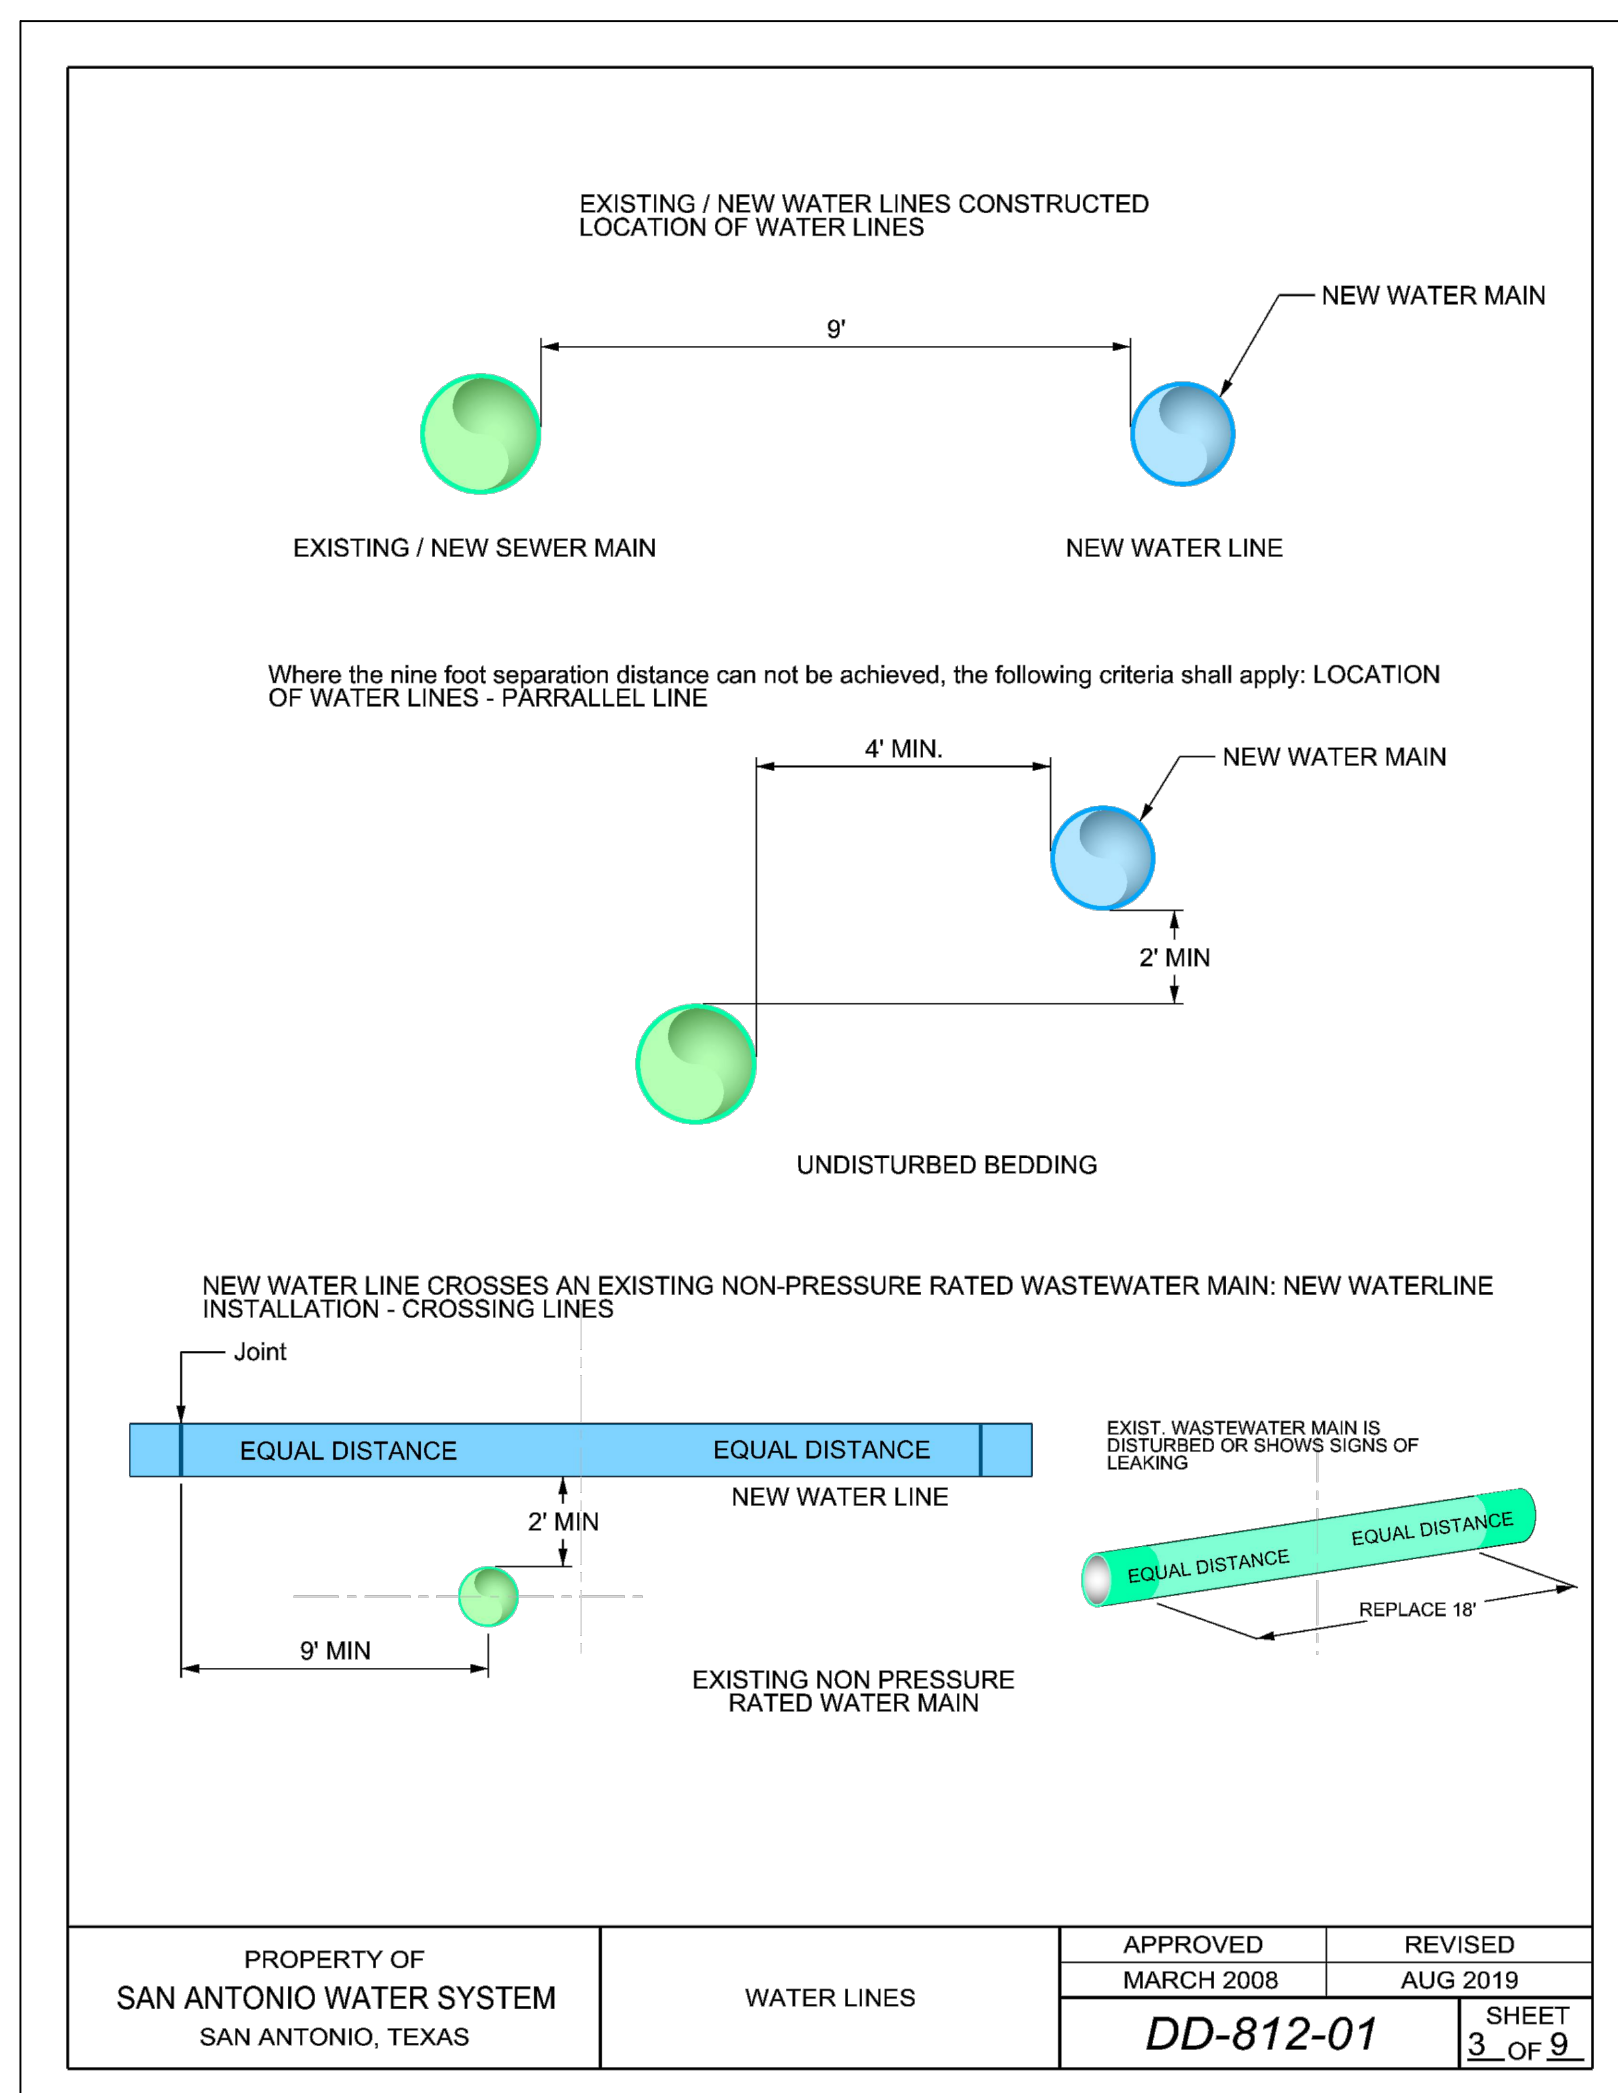 EXISTING / NEW WATER LINES CONSTRUCTED
LOCATION OF WATER LINES
NEW WATER MAIN
9'
EXISTING / NEW SEWER MAIN
NEW WATER LINE
Where the nine foot separation distance can not be achieved, the following criteria shall apply: LOCATION
OF WATER LINES - PARRALLEL LINE
4' MIN.
NEW WATER MAIN
2' MIN
UNDISTURBED BEDDING
NEW WATER LINE CROSSES AN EXISTING NON-PRESSURE RATED WASTEWATER MAIN: NEW WATERLINE
INSTALLATION - CROSSING LINES
Joint
EQUAL DISTANCE
EQUAL DISTANCE
NEW WATER LINE
2' MIN
9' MIN
EXISTING NON PRESSURE
RATED WATER MAIN
EXIST. WASTEWATER MAIN IS
DISTURBED OR SHOWS SIGNS OF
LEAKING
EQUAL DISTANCE
EQUAL DISTANCE
REPLACE 18'
PROPERTY OF
SAN ANTONIO WATER SYSTEM
SAN ANTONIO, TEXAS
WATER LINES
APPROVED
REVISED
MARCH 2008
AUG 2019
DD-812-01
SHEET
3 OF 9